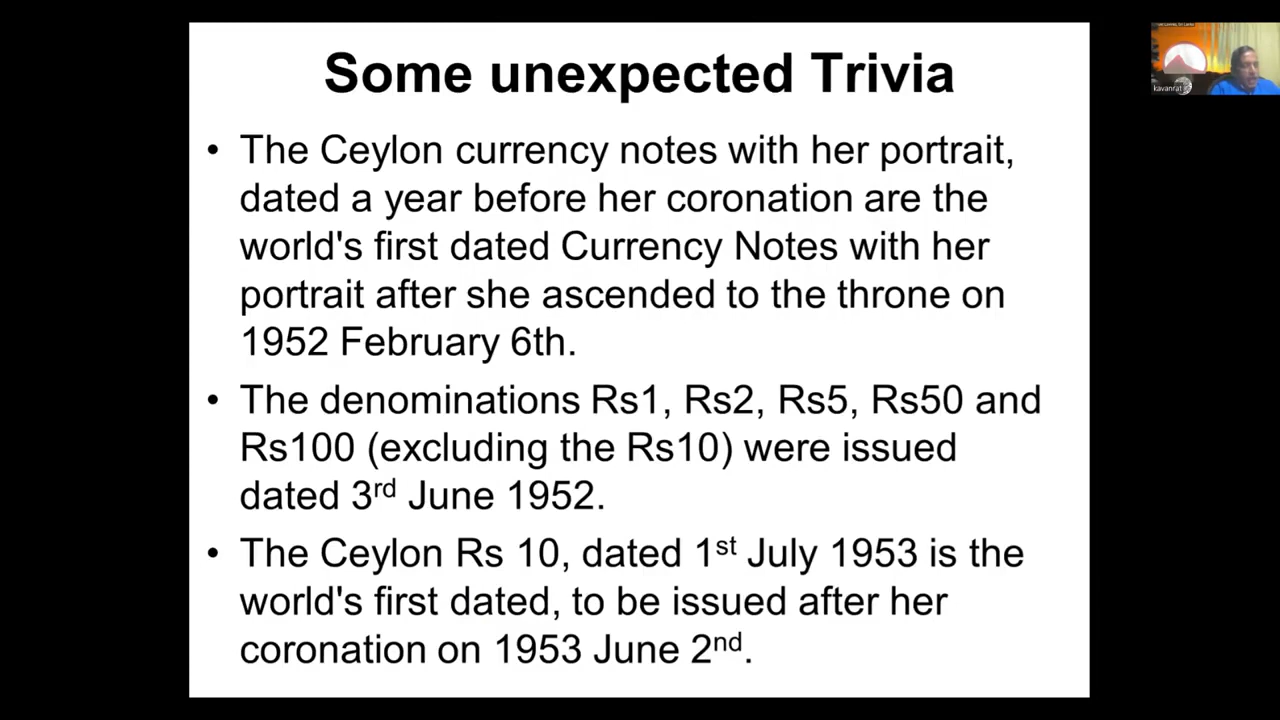 Some unexpected Trivia
• The Ceylon currency notes with her portrait,
dated a year before her coronation are the
world's first dated Currency Notes with her
portrait after she ascended to the throne on
1952 February 6th.
• The denominations Rs1, Rs2, Rs5, Rs50 and
Rs100 (excluding the Rs10) were issued
dated 3rd June 1952.
• The Ceylon Rs 10, dated 1st July 1953 is the
world's first dated, to be issued after her
coronation on 1953 June 2nd.
kavanrat